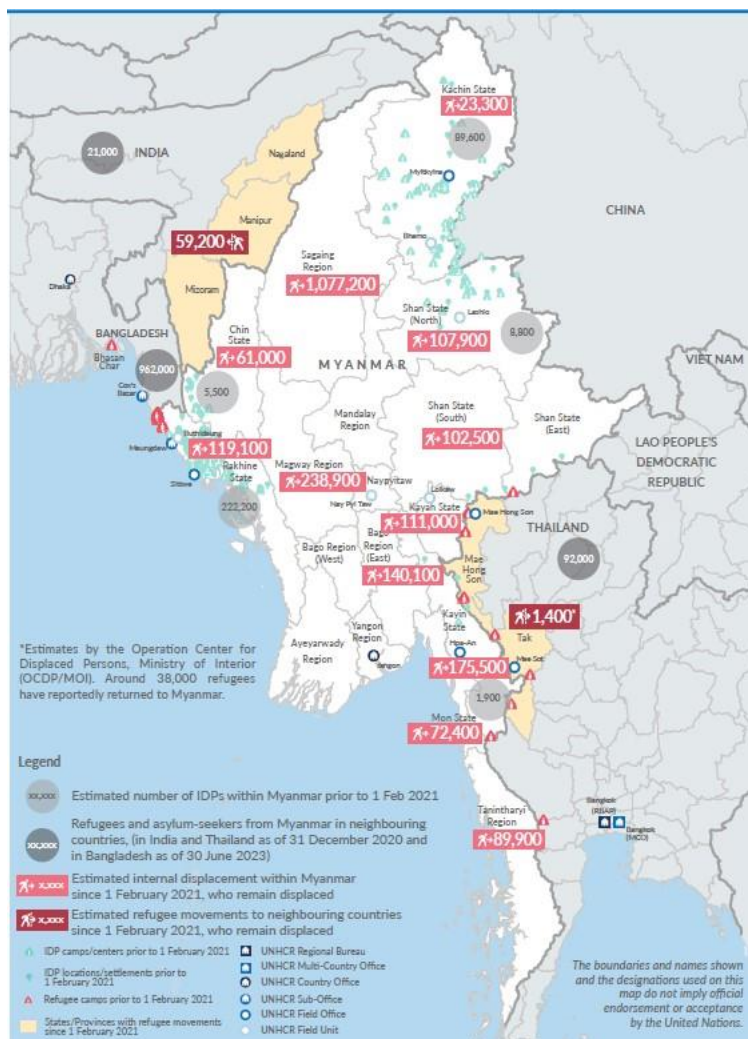 Kachin State
23,300
89,600
21,000
INDIA
Nagaland
Myitkyina
CHINA
Manipur
59,200
Bhamo
Sagaing
Region
1,077,200
Mizoram
Dhaka
Shan State
(North)
Lashio
107,900
8,800
Chin
State
61,000
BANGLADESH
Bhasan
Char
MYANMAR
VIET NAM
962,000
5,500
Cox's
Bazar
Mandalay
Region
Shan State
(South)
102,500
Shan State
(East)
Buthidaung
119,100
Maungdaw
LAO PEOPLE'S
DEMOCRATIC
REPUBLIC
Rakhine
State
Sittwe
Magway Region
238,900
Naypyitaw
Nay Pyi Taw
Loikaw
222,200
Kayah State
111,000
Mae Hong Son
THAILAND
92,000
Bago Region
(West)
Bago
Region
(East)
140,100
Mae
Hong
Son
1,400*
Kayin
State
Tak
Hpa-An
Mae Sot
175,500
Yangon
Region
Yangon
Ayeyarwady
Region
*Estimates by the Operation Center for
Displaced Persons, Ministry of Interior
(OCDP/MOI). Around 38,000 refugees
have reportedly returned to Myanmar.
1,900
Mon State
72,400
Tanintharyi
Region
89,900
Bangkok
(RBAP)
Bangkok
(MCO)
Legend
xx,xxx
Estimated number of IDPs within Myanmar prior to 1 Feb 2021
xx,xxx
Refugees and asylum-seekers from Myanmar in neighbouring
countries, (in India and Thailand as of 31 December 2020 and
in Bangladesh as of 30 June 2023)
x,xxx
Estimated internal displacement within Myanmar
since 1 February 2021, who remain displaced
x,xxx
Estimated refugee movements to neighbouring countries
since 1 February 2021
IDP camps/centers prior to 1 February 2021
IDP locations/settlements prior to
1 February 2021
Refugee camps prior to 1 February 2021
States/Provinces with refugee movements
since 1 February 2021
UNHCR Regional Bureau
UNHCR Multi-Country Office
UNHCR Country Office
UNHCR Sub-Office
UNHCR Field Office
UNHCR Field Unit
The boundaries and names shown
and the designations used on this
map do not imply official
endorsement or acceptance
by the United Nations.